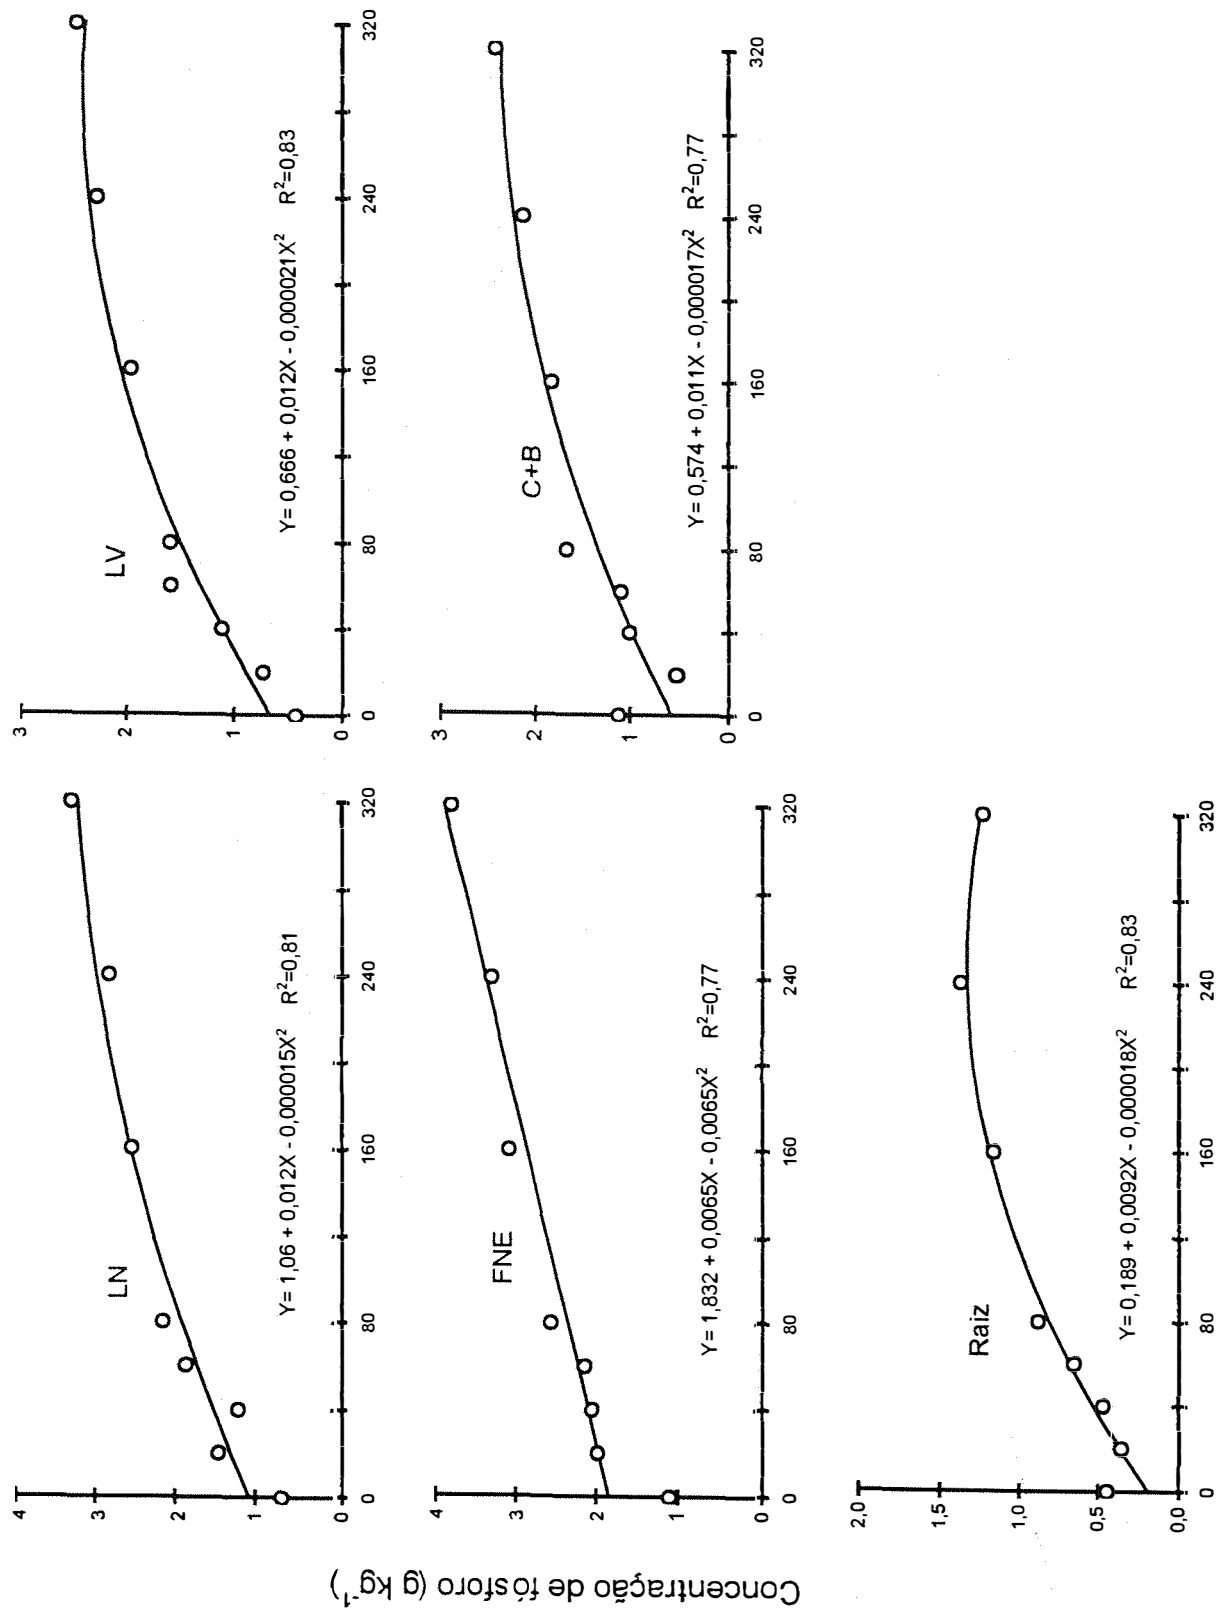 Concentração de fósforo (g kg⁻¹)
4
3
2
1
0
LN
Y= 1,06 + 0,012X - 0,000015X² R²=0,81
0 80 160 240 320
3
2
1
0
LV
Y= 0,666 + 0,012X - 0,000021X² R²=0,83
0 80 160 240 320
4
3
2
1
0
FNE
Y= 1,832 + 0,0065X - 0,0065X² R²=0,77
0 80 160 240 320
3
2
1
0
C+B
Y= 0,574 + 0,011X - 0,000017X² R²=0,77
0 80 160 240 320
2,0
1,5
1,0
0,5
0,0
Raiz
Y= 0,189 + 0,0092X - 0,000018X² R²=0,83
0 80 160 240 320